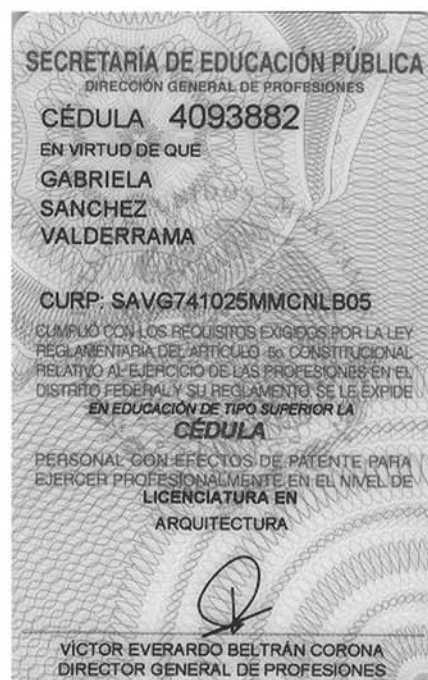 SECRETARÍA DE EDUCACIÓN PÚBLICA
DIRECCIÓN GENERAL DE PROFESIONES
CÉDULA 4093882
EN VIRTUD DE QUE
GABRIELA
SANCHEZ
VALDERRAMA
CURP: SAVG741025MMCNLB05
CUMPLIÓ CON LOS REQUISITOS EXIGIDOS POR LA LEY
REGLAMENTARIA DEL ARTÍCULO 5o. CONSTITUCIONAL
RELATIVO AL EJERCICIO DE LAS PROFESIONES EN EL
DISTRITO FEDERAL Y SU REGLAMENTO, SE LE EXPIDE
EN EDUCACIÓN DE TIPO SUPERIOR LA
CÉDULA
PERSONAL CON EFECTOS DE PATENTE PARA
EJERCER PROFESIONALMENTE EN EL NIVEL DE
LICENCIATURA EN
ARQUITECTURA
VÍCTOR EVERARDO BELTRÁN CORONA
DIRECTOR GENERAL DE PROFESIONES